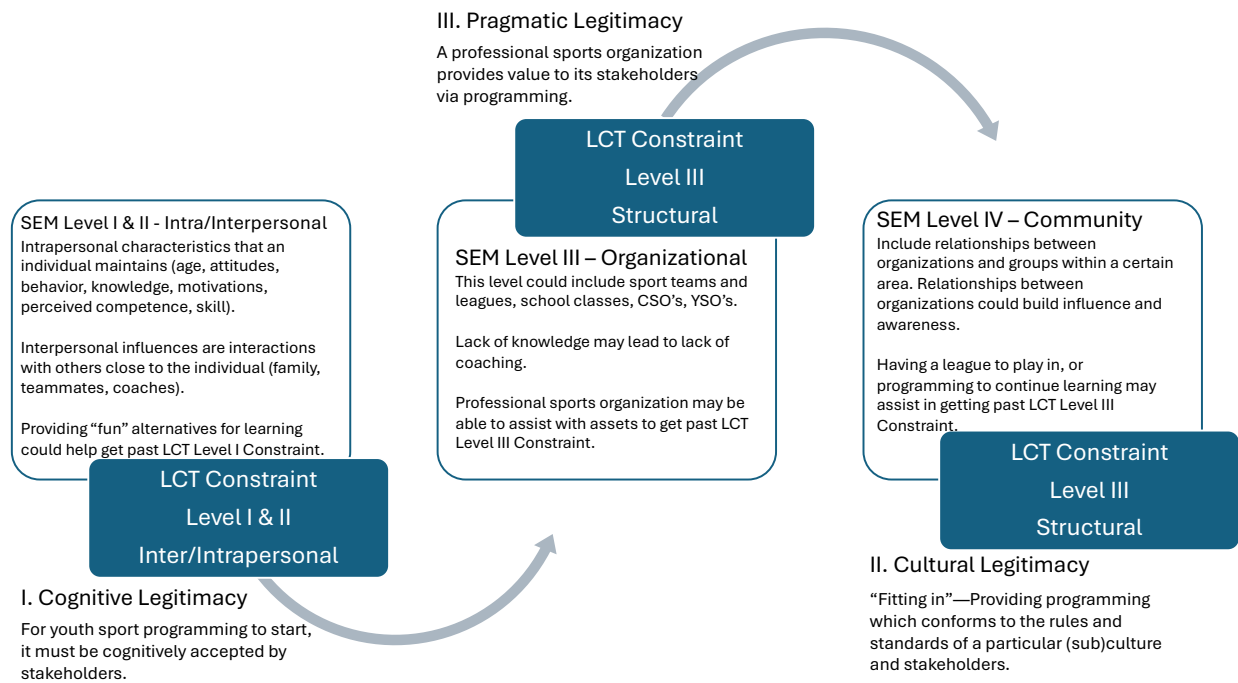 III. Pragmatic Legitimacy
A professional sports organization
provides value to its stakeholders
via programming.
LCT Constraint
Level III
Structural
SEM Level I & II - Intra/Interpersonal
Intrapersonal characteristics that an
individual maintains (age, attitudes,
behavior, knowledge, motivations,
perceived competence, skill).
Interpersonal influences are interactions
with others close to the individual (family,
teammates, coaches).
Providing “fun” alternatives for learning
could help get past LCT Level I Constraint.
LCT Constraint
Level I & II
Inter/Intrapersonal
I. Cognitive Legitimacy
For youth sport programming to start,
it must be cognitively accepted by
stakeholders.
SEM Level III – Organizational
This level could include sport teams and
leagues, school classes, CSO’s, YSO’s.
Lack of knowledge may lead to lack of
coaching.
Professional sports organization may be
able to assist with assets to get past LCT
Level III Constraint.
SEM Level IV – Community
Include relationships between
organizations and groups within a certain
area. Relationships between
organizations could build influence and
awareness.
Having a league to play in, or
programming to continue learning may
assist in getting past LCT Level III
Constraint.
LCT Constraint
Level III
Structural
II. Cultural Legitimacy
“Fitting in”—Providing programming
which conforms to the rules and
standards of a particular (sub)culture
and stakeholders.